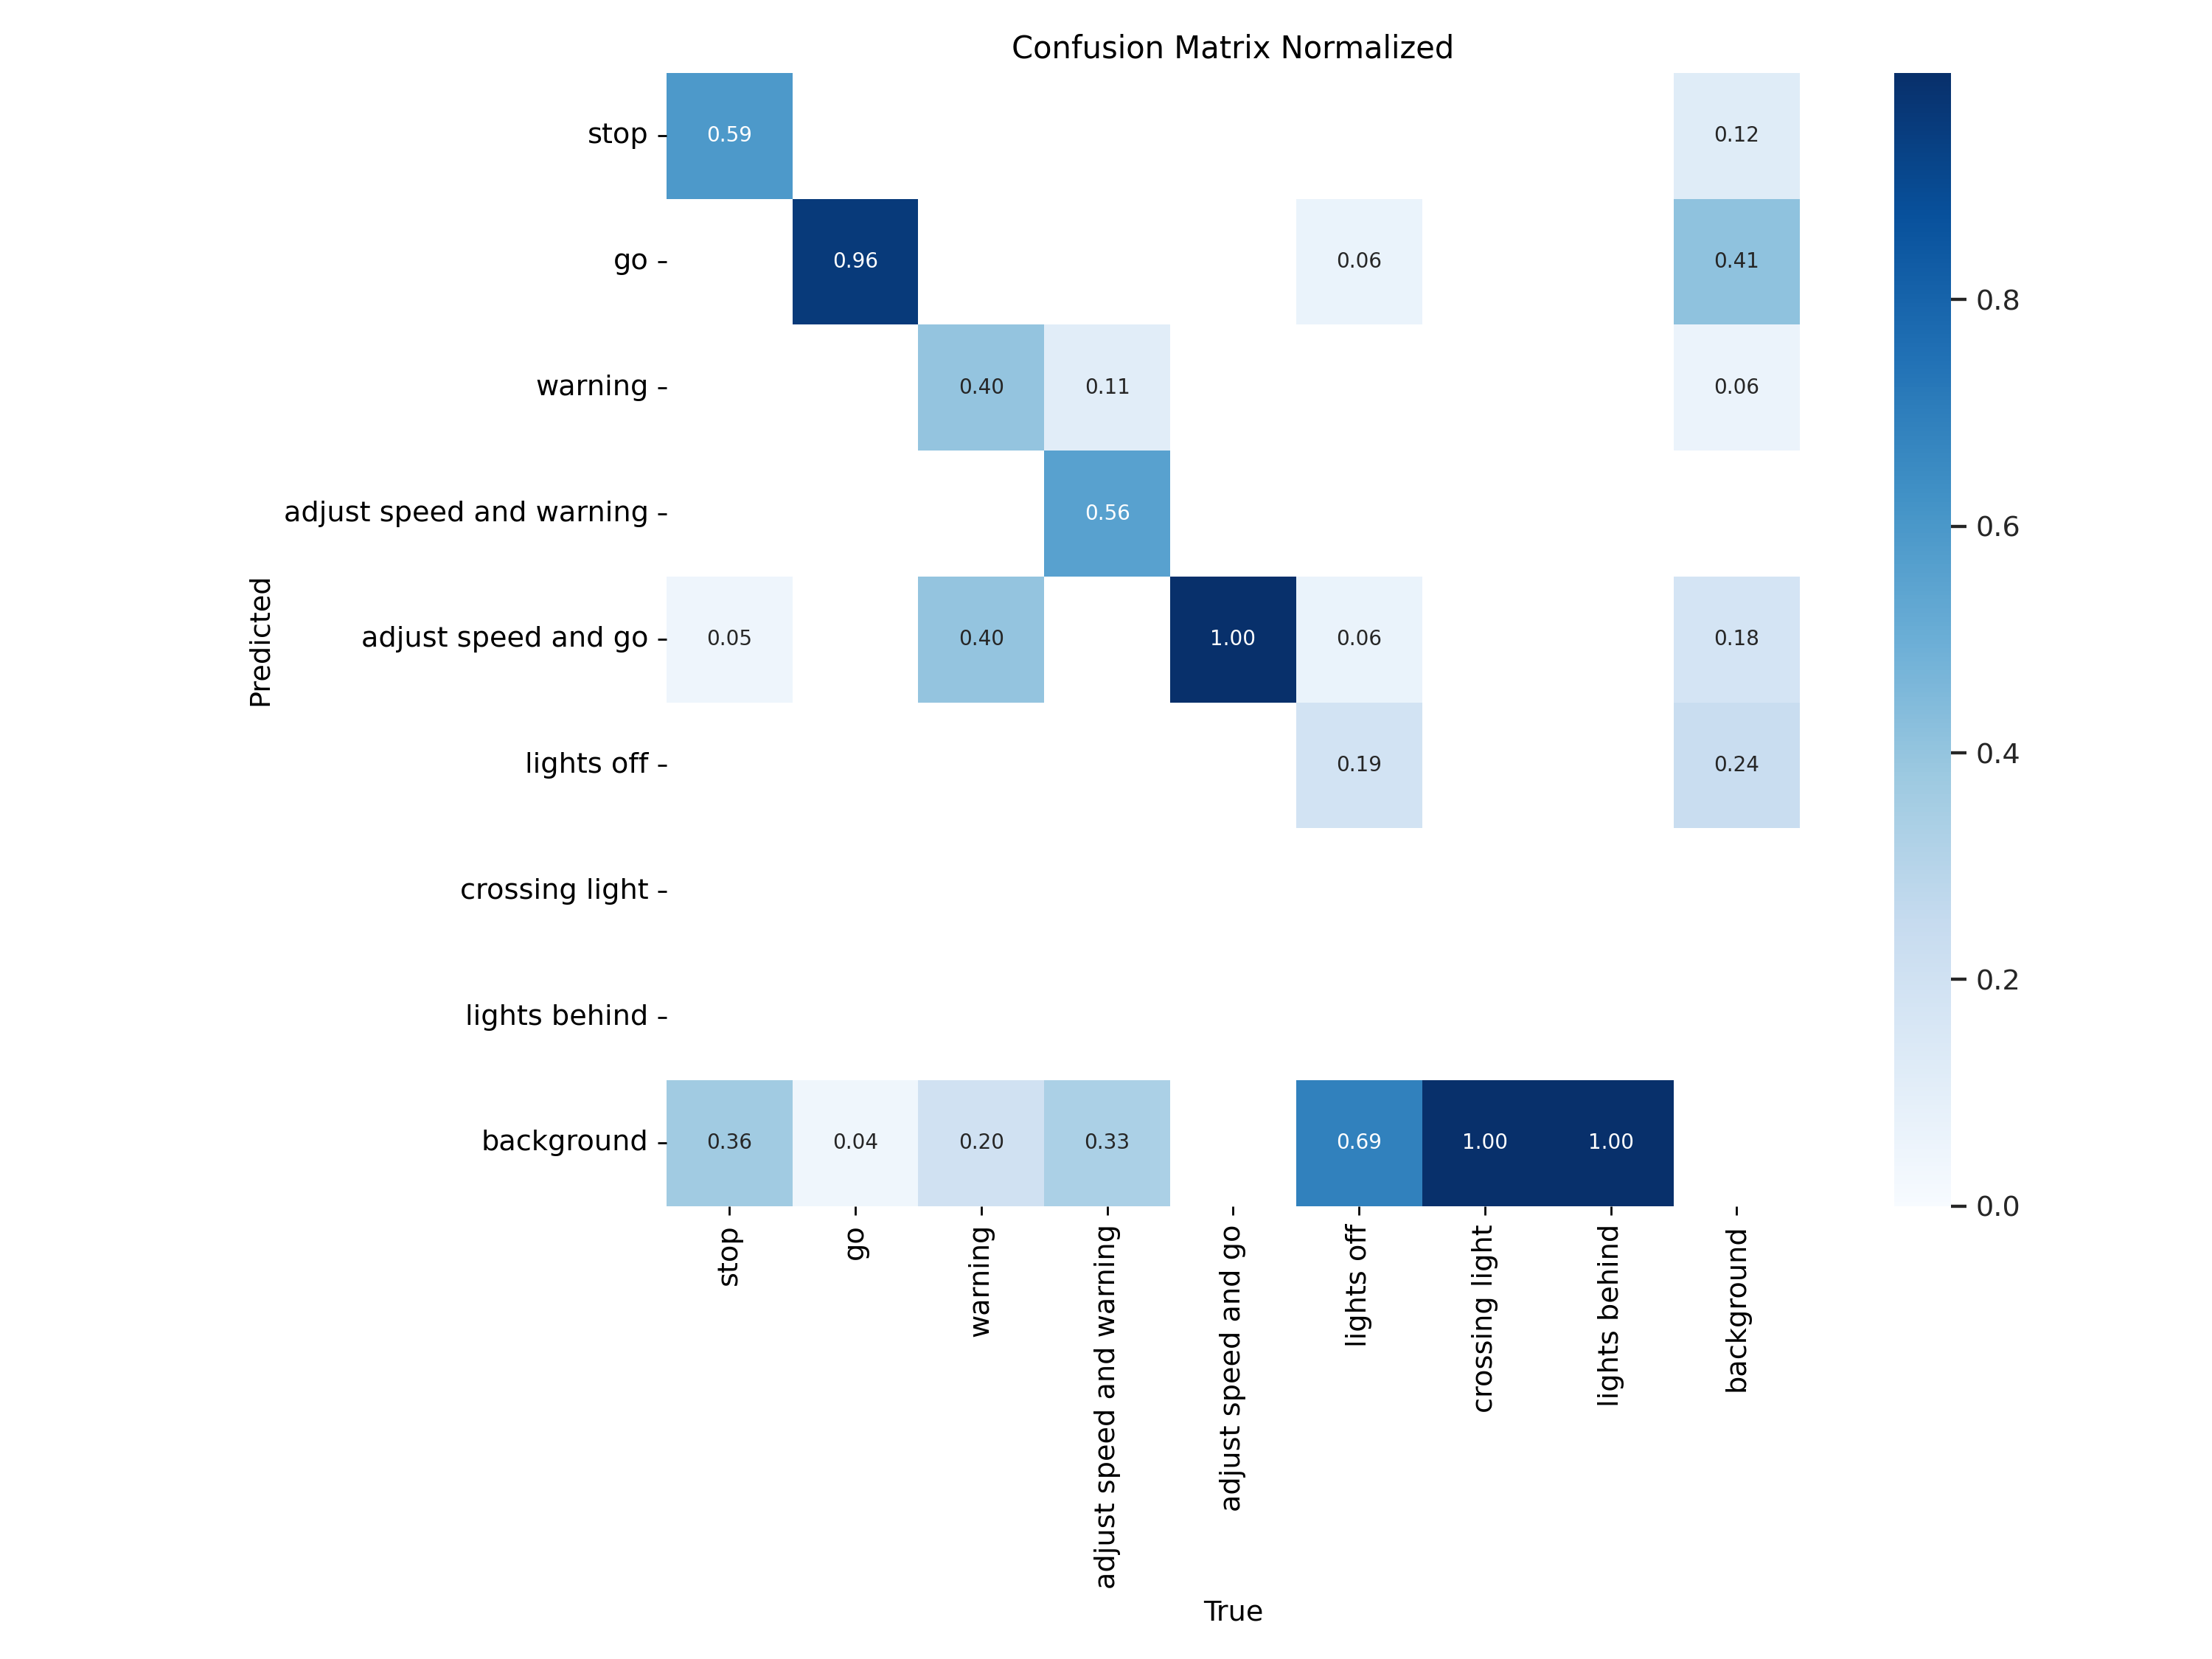 Confusion Matrix Normalized
stop 0.59 0.12
go 0.96 0.06 0.41
warning 0.40 0.11 0.06
adjust speed and warning 0.56
adjust speed and go 0.05 0.40 1.00 0.06 0.18
lights off 0.19 0.24
crossing light
lights behind
background 0.36 0.04 0.20 0.33 0.69 1.00 1.00
Predicted
stop
go
warning
adjust speed and warning
adjust speed and go
lights off
crossing light
lights behind
background
True
0.8
0.6
0.4
0.2
0.0